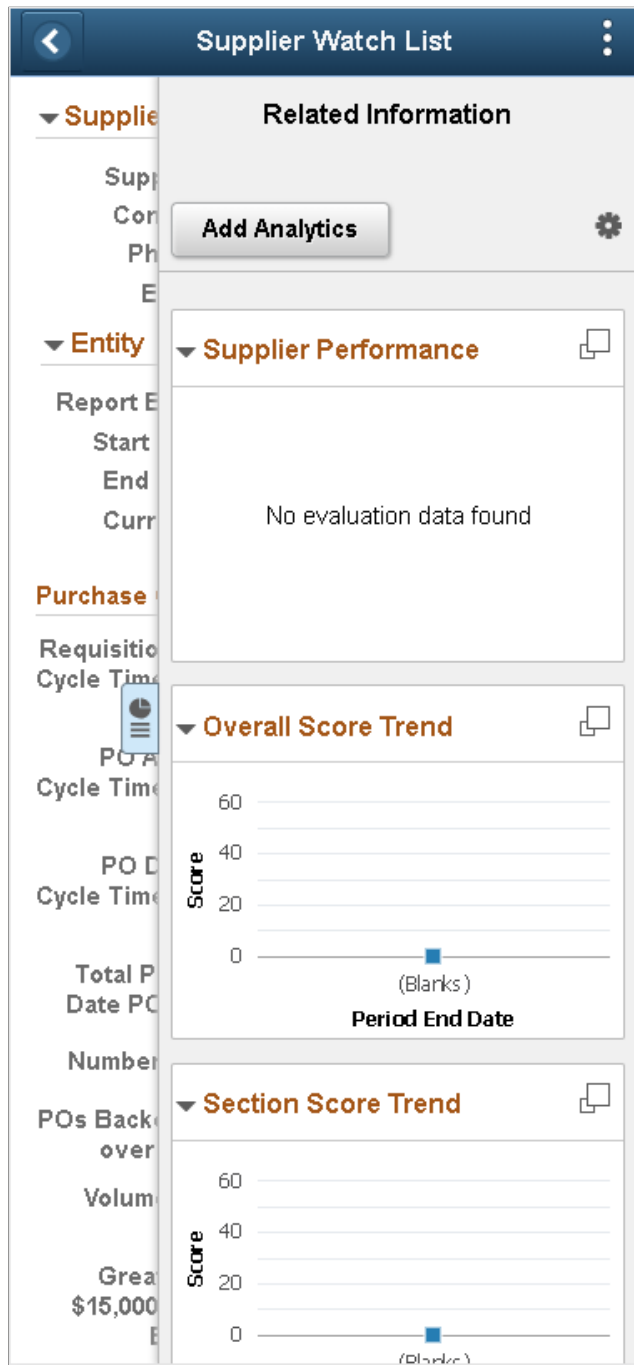 Supplier Watch List
Supplie
Supp
Con
Ph
E
Entity
Report E
Start
End
Curr
Purchase
Requisitio
Cycle Time
PO A
Cycle Time
PO D
Cycle Time
Total P
Date PO
Number
POs Back
over
Volum
Grea
$15,000
E
Related Information
Add Analytics
Supplier Performance
No evaluation data found
Overall Score Trend
60
40
20
0
Score
(Blanks)
Period End Date
Section Score Trend
60
40
20
0
Score
(Blanks)